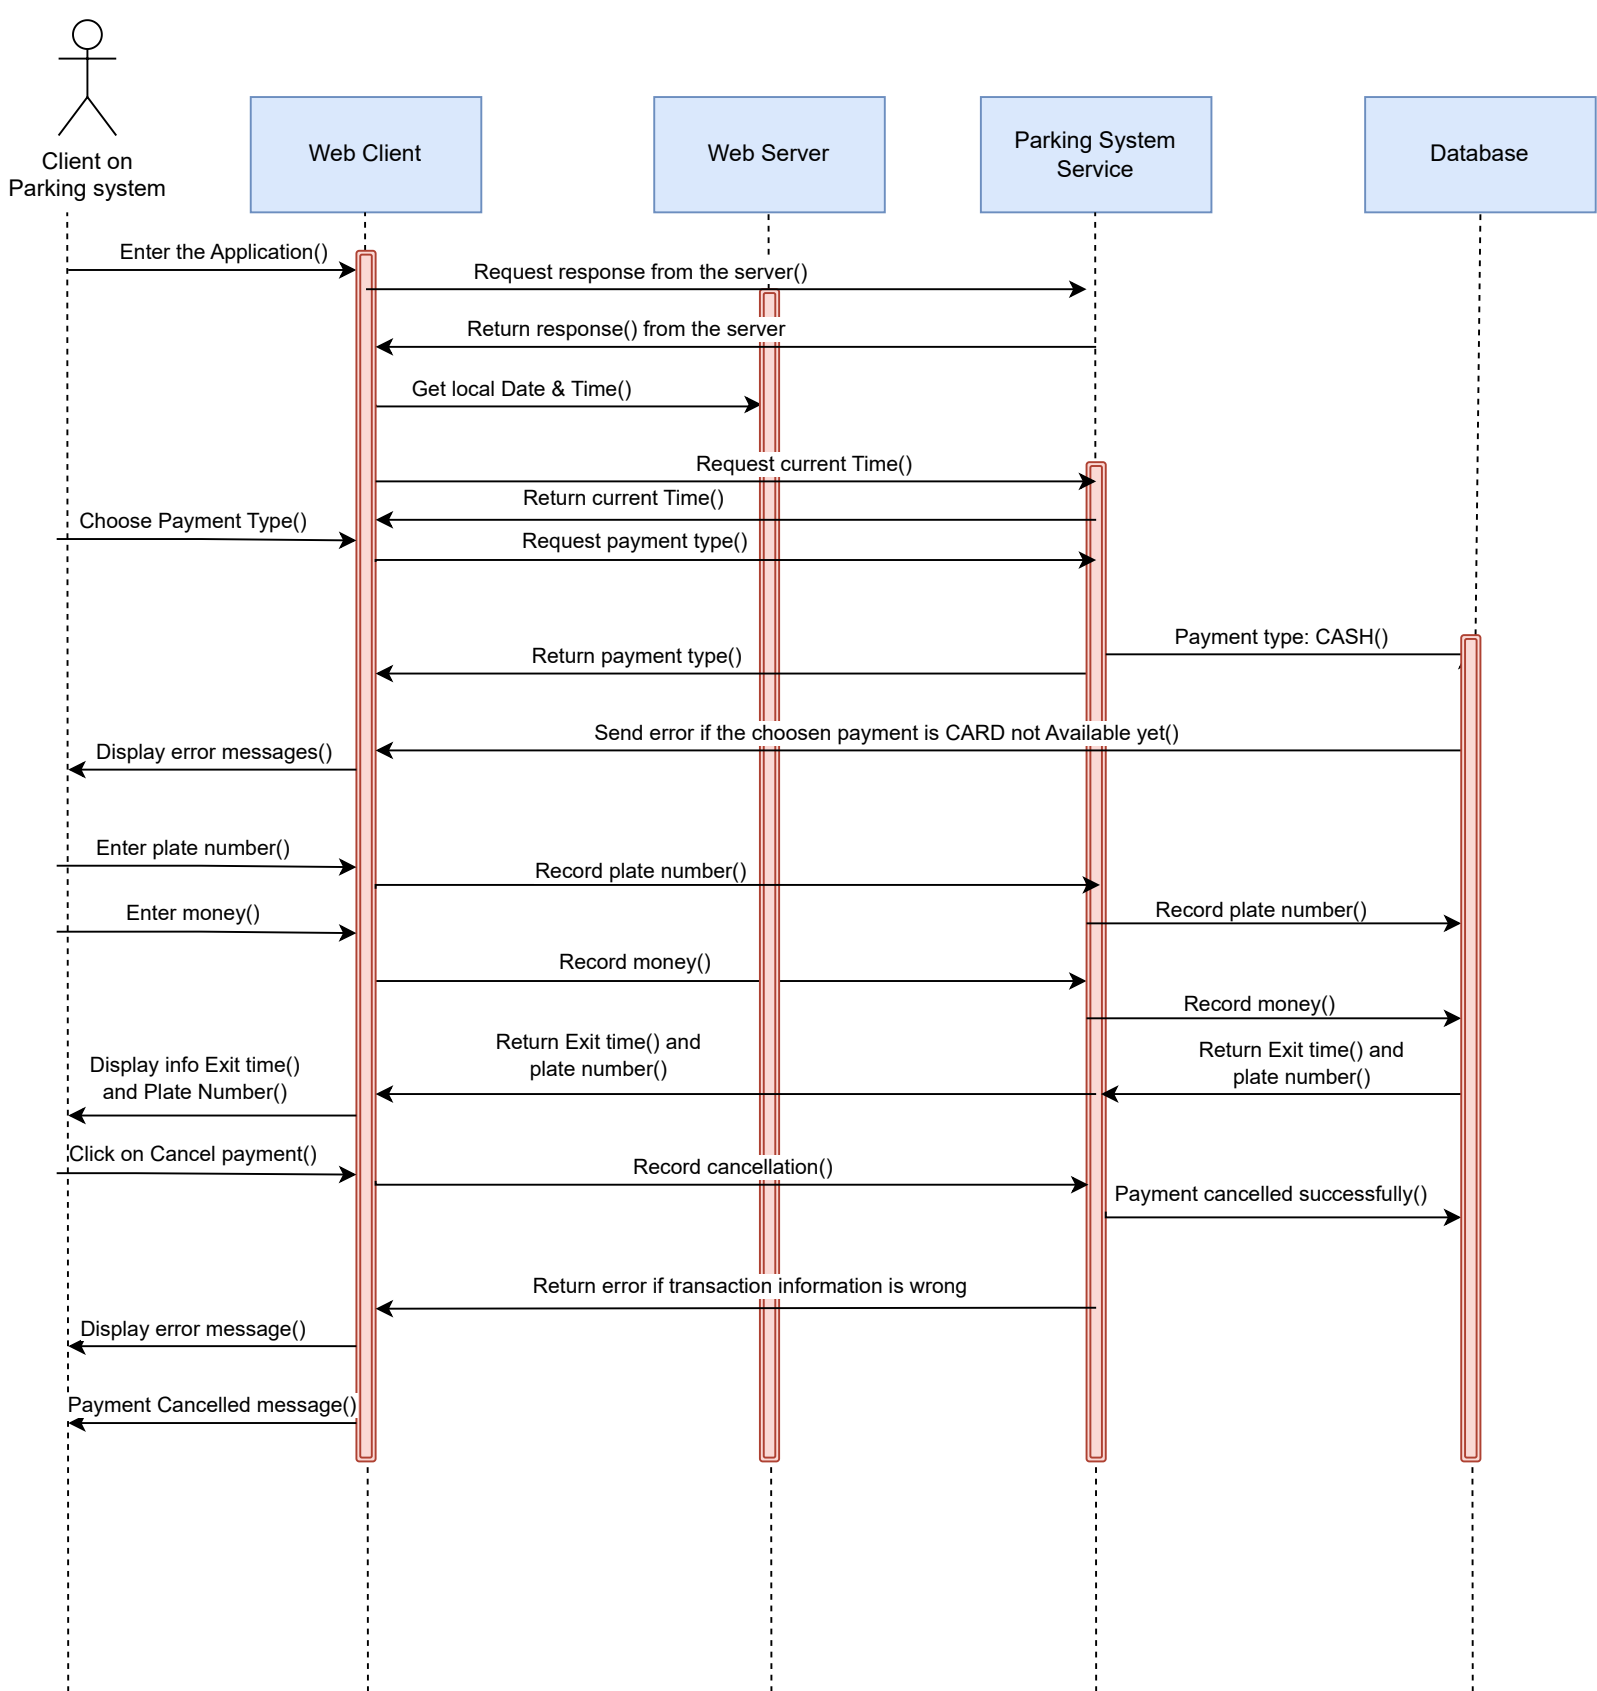 Client on
Parking system
Web Client
Web Server
Parking System
Service
Database
Enter the Application()
Request response from the server()
Return response() from the server
Get local Date & Time()
Request current Time()
Return current Time()
Choose Payment Type()
Request payment type()
Payment type: CASH()
Return payment type()
Send error if the choosen payment is CARD not Available yet()
Display error messages()
Enter plate number()
Record plate number()
Enter money()
Record plate number()
Record money()
Record money()
Return Exit time() and
plate number()
Return Exit time() and
plate number()
Display info Exit time()
and Plate Number()
Click on Cancel payment()
Record cancellation()
Payment cancelled successfully()
Return error if transaction information is wrong
Display error message()
Payment Cancelled message()